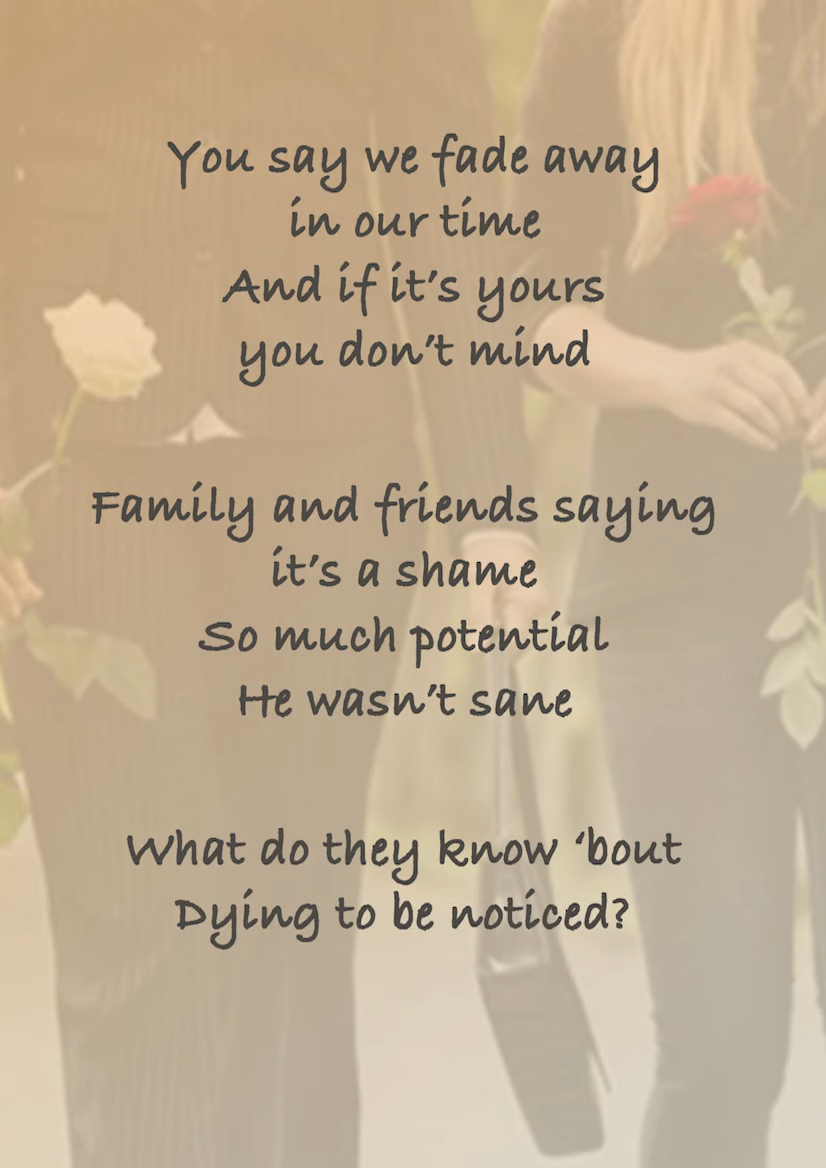 You say we fade away
in our time
And if it’s yours
you don’t mind
Family and friends saying
it’s a shame
So much potential
He wasn’t sane
What do they know ‘bout
Dying to be noticed?